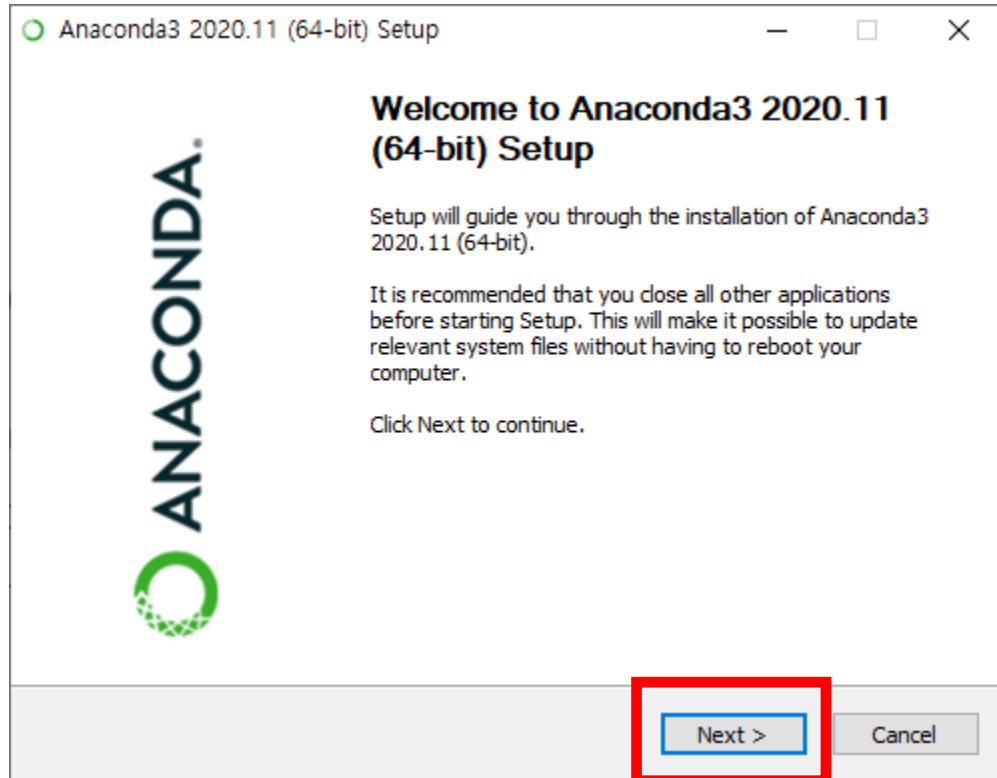 Anaconda3 2020.11 (64-bit) Setup
Welcome to Anaconda3 2020.11
(64-bit) Setup
Setup will guide you through the installation of Anaconda3
2020.11 (64-bit).
It is recommended that you close all other applications
before starting Setup. This will make it possible to update
relevant system files without having to reboot your
computer.
Click Next to continue.
ANACONDA.
Next >
Cancel